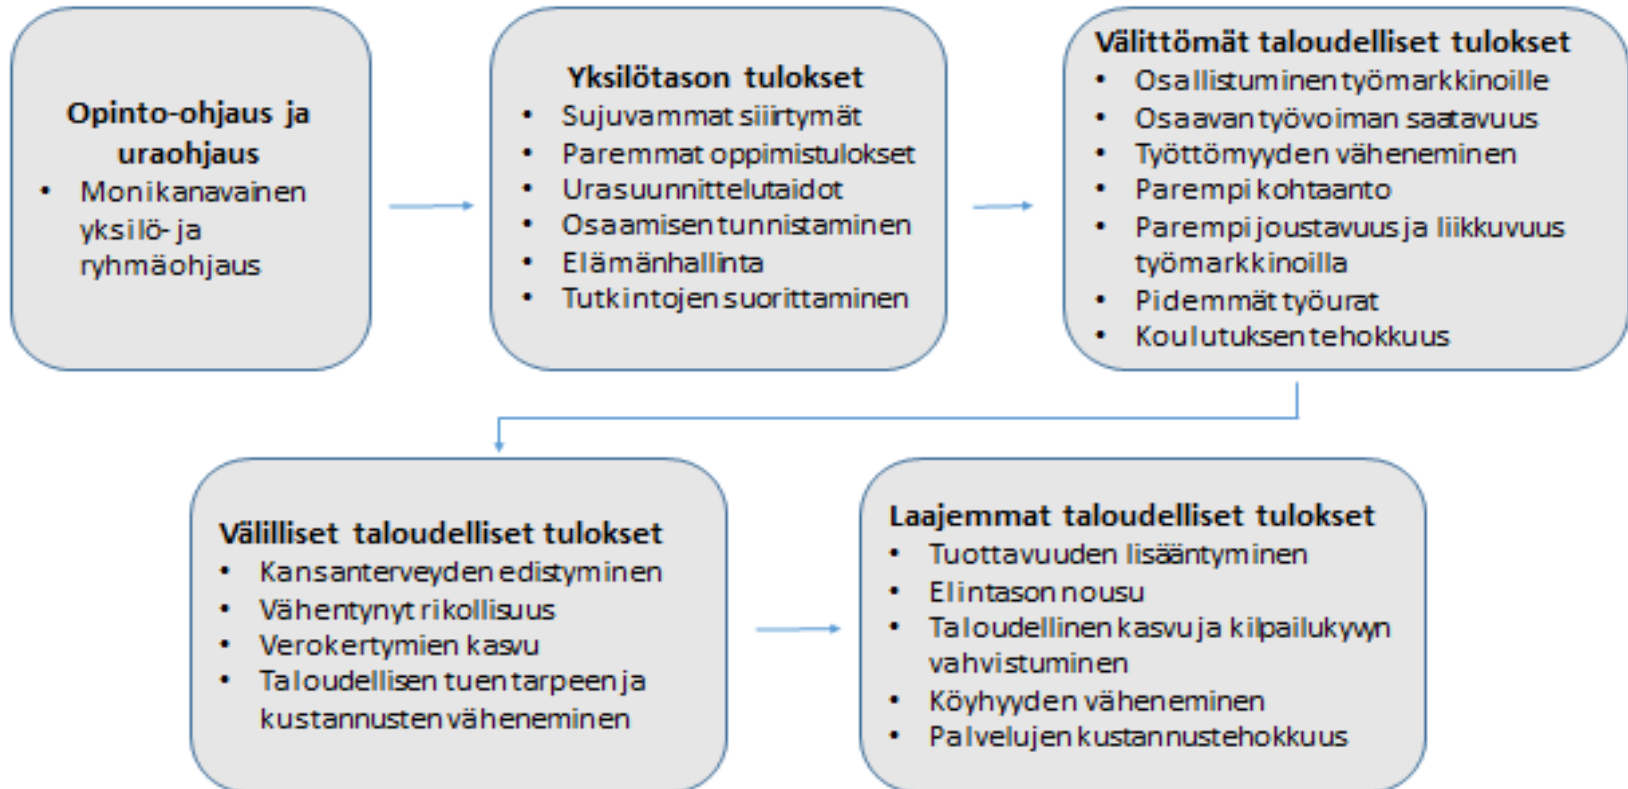 Opinto-ohjaus ja
uraohjaus
• Monikanavainen
yksilö- ja
ryhmäohjaus
Yksilötason tulokset
• Sujuvammat siiirtymät
• Paremmat oppimistulokset
• Urasuunnittelutaidot
• Osaamisen tunnistaminen
• Elämänhallinta
• Tutkintojen suorittaminen
Välittömät taloudelliset tulokset
• Osallistuminen työmarkkinoille
• Osaavan työvoiman saatavuus
• Työttömyyden väheneminen
• Parempi kohtaanto
• Parempi joustavuus ja liikkuvuus
työmarkkinoilla
• Pidemmät työurat
• Koulutuksen tehokkuus
Välilliset taloudelliset tulokset
• Kansanterveyden edistyminen
• Vähentynyt rikollisuus
• Verokertymien kasvu
• Taloudellisen tuen tarpeen ja
kustannusten väheneminen
Laajemmat taloudelliset tulokset
• Tuottavuuden lisääntyminen
• Elintason nousu
• Taloudellinen kasvu ja kilpailukyvyn
vahvistuminen
• Köyhyyden väheneminen
• Palvelujen kustannustehokkuus